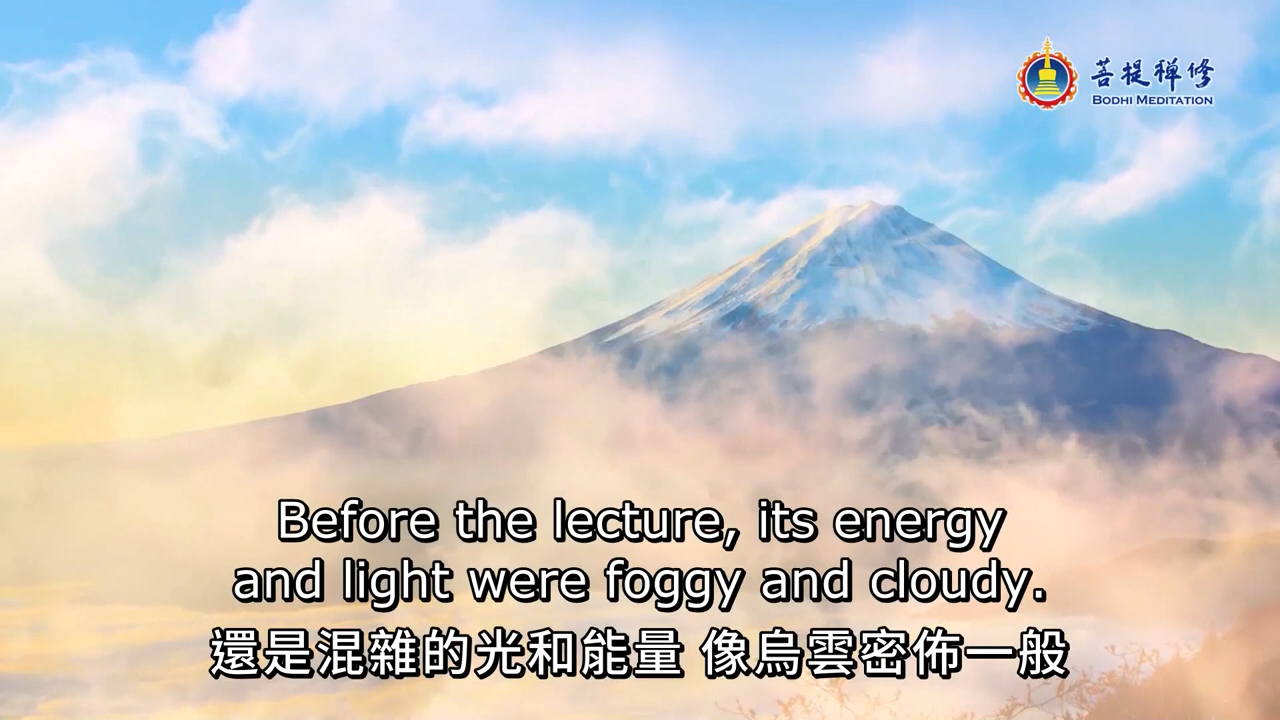 菩提禪修
BODHI MEDITATION
Before the lecture, its energy
and light were foggy and cloudy.
還是混雜的光和能量 像烏雲密佈一般